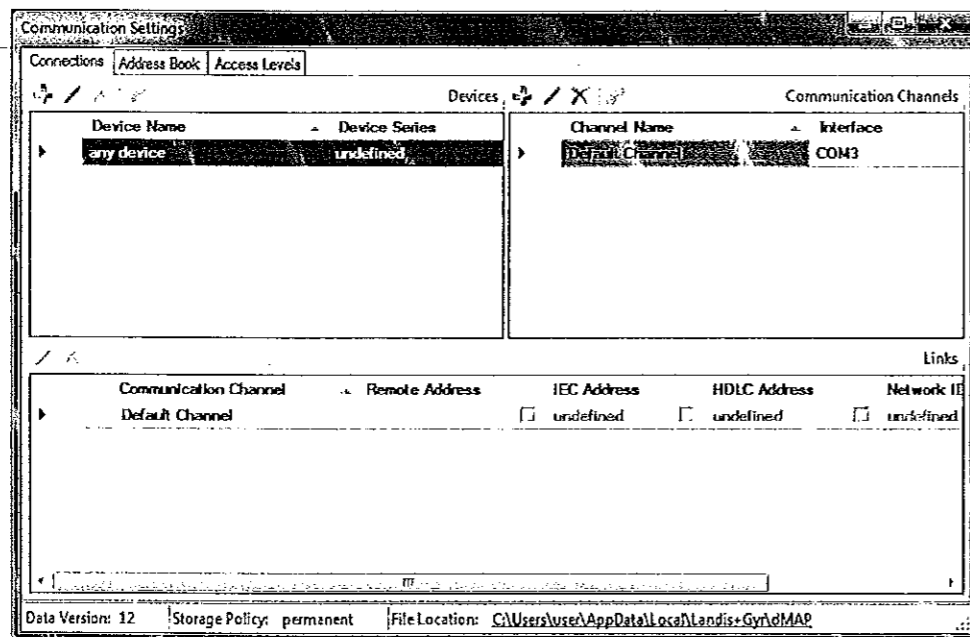 Communication Settings
Connections Address Book Access Levels
Devices Communication Channels
Device Name Device Series Channel Name Interface
any device undefined Default Channel COM3
Links
Communication Channel Remote Address IEC Address HDLC Address Network ID
Default Channel undefined undefined undefined
Data Version: 12 Storage Policy: permanent File Location: C:\Users\user\AppData\Local\Landis+Gyr\dMAP